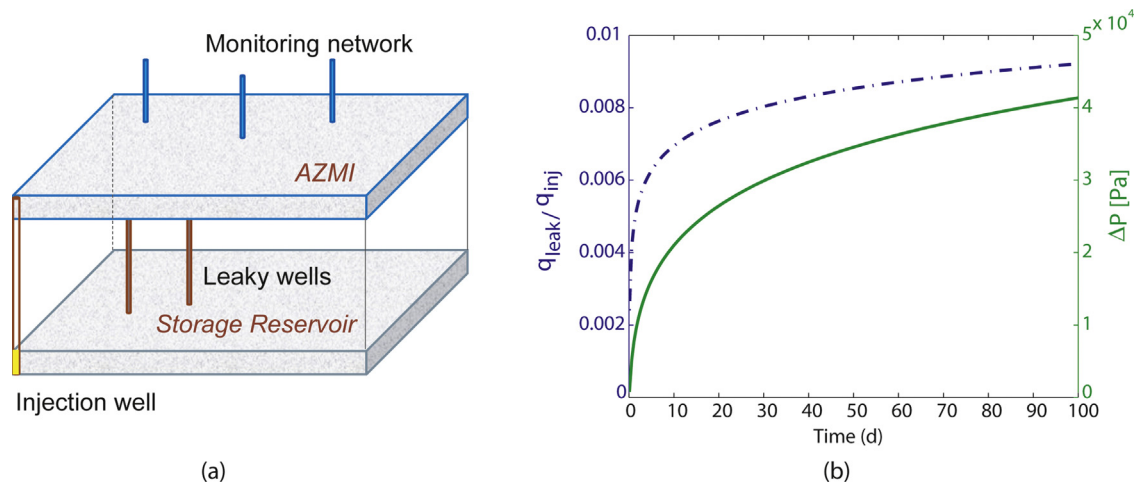 Monitoring network
AZMI
Leaky wells
Storage Reservoir
Injection well
(a)
0.01
0.008
0.006
0.004
0.002
0
q_leak/ q_inj
5 x 10^4
4
3
2
1
0
ΔP [Pa]
0 10 20 30 40 50 60 70 80 90 100
Time (d)
(b)